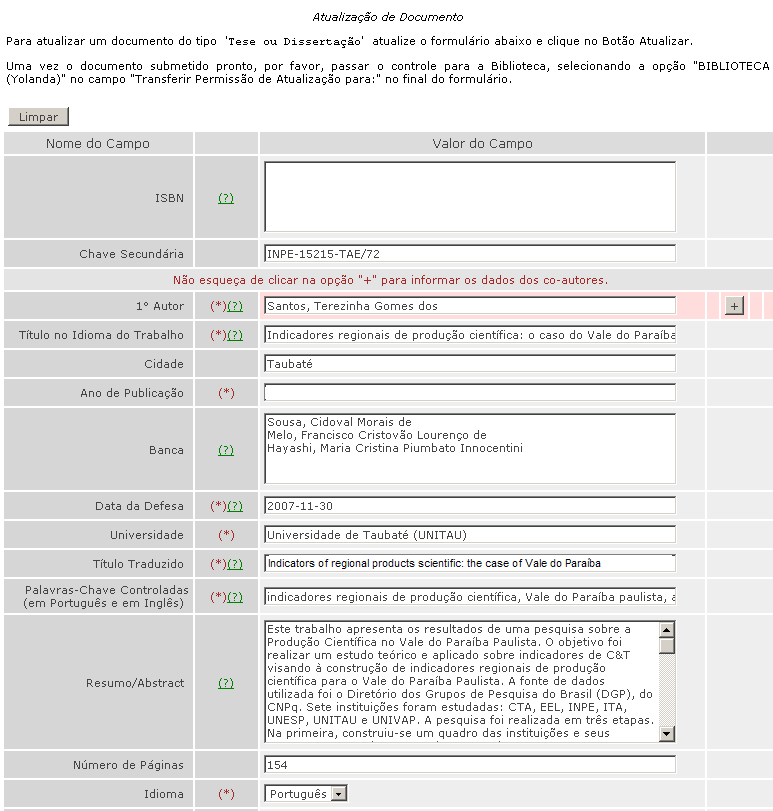 Atualização de Documento
Para atualizar um documento do tipo 'Tese ou Dissertação' atualize o formulário abaixo e clique no Botão Atualizar.
Uma vez o documento submetido pronto, por favor, passar o controle para a Biblioteca, selecionando a opção "BIBLIOTECA
(Yolanda)" no campo "Transferir Permissão de Atualização para:" no final do formulário.
Limpar
Nome do Campo Valor do Campo
ISBN (?)
Chave Secundária INPE-15215-TAE/72
Não esqueça de clicar na opção "+" para informar os dados dos co-autores.
1° Autor (*)(?) Santos, Terezinha Gomes dos +
Título no Idioma do Trabalho (*)(?) Indicadores regionais de produção científica: o caso do Vale do Paraíba
Cidade Taubaté
Ano de Publicação (*)
Banca (?) Sousa, Cidoval Morais de
Melo, Francisco Cristovão Lourenço de
Hayashi, Maria Cristina Piumbato Innocentini
Data da Defesa (*)(?) 2007-11-30
Universidade (*) Universidade de Taubaté (UNITAU)
Título Traduzido (*)(?) Indicators of regional products scientific: the case of Vale do Paraíba
Palavras-Chave Controladas
(em Português e em Inglês) (*)(?) indicadores regionais de produção científica, Vale do Paraíba paulista, a
Resumo/Abstract (?) Este trabalho apresenta os resultados de uma pesquisa sobre a
Produção Científica no Vale do Paraíba Paulista. O objetivo foi
realizar um estudo teórico e aplicado sobre indicadores de C&T
visando à construção de indicadores regionais de produção
científica para o Vale do Paraíba Paulista. A fonte de dados
utilizada foi o Diretório dos Grupos de Pesquisa do Brasil (DGP), do
CNPq. Sete instituições foram estudadas: CTA, EEL, INPE, ITA,
UNESP, UNITAU e UNIVAP. A pesquisa foi realizada em três etapas.
Na primeira, construiu-se um quadro das instituições e seus
Número de Páginas 154
Idioma (*) Português